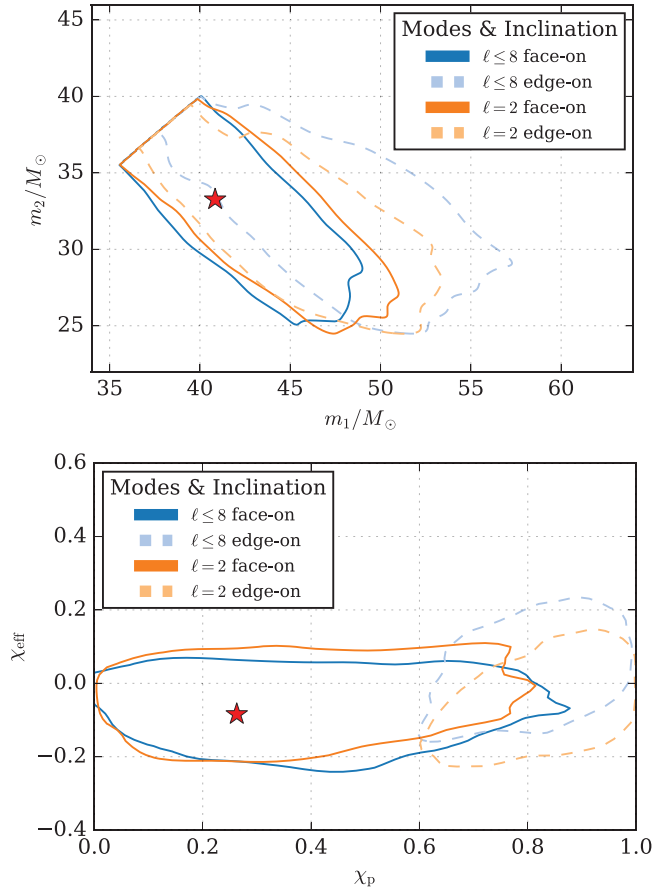 45
40
35
30
25
m₂/M⊙
Modes & Inclination
ℓ ≤ 8 face-on
ℓ ≤ 8 edge-on
ℓ = 2 face-on
ℓ = 2 edge-on
35 40 45 50 55 60
m₁/M⊙
0.6
0.4
0.2
0.0
−0.2
−0.4
χeff
Modes & Inclination
ℓ ≤ 8 face-on
ℓ ≤ 8 edge-on
ℓ = 2 face-on
ℓ = 2 edge-on
0.0 0.2 0.4 0.6 0.8 1.0
χp